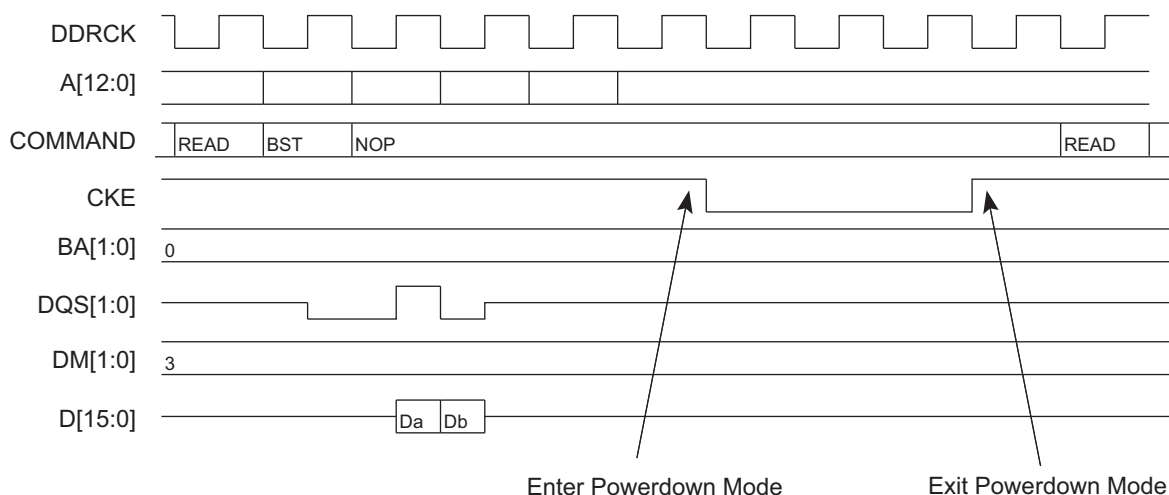 DDRCK
A[12:0]
COMMAND READ BST NOP READ
CKE
BA[1:0] 0
DQS[1:0]
DM[1:0] 3
D[15:0] Da Db
Enter Powerdown Mode Exit Powerdown Mode